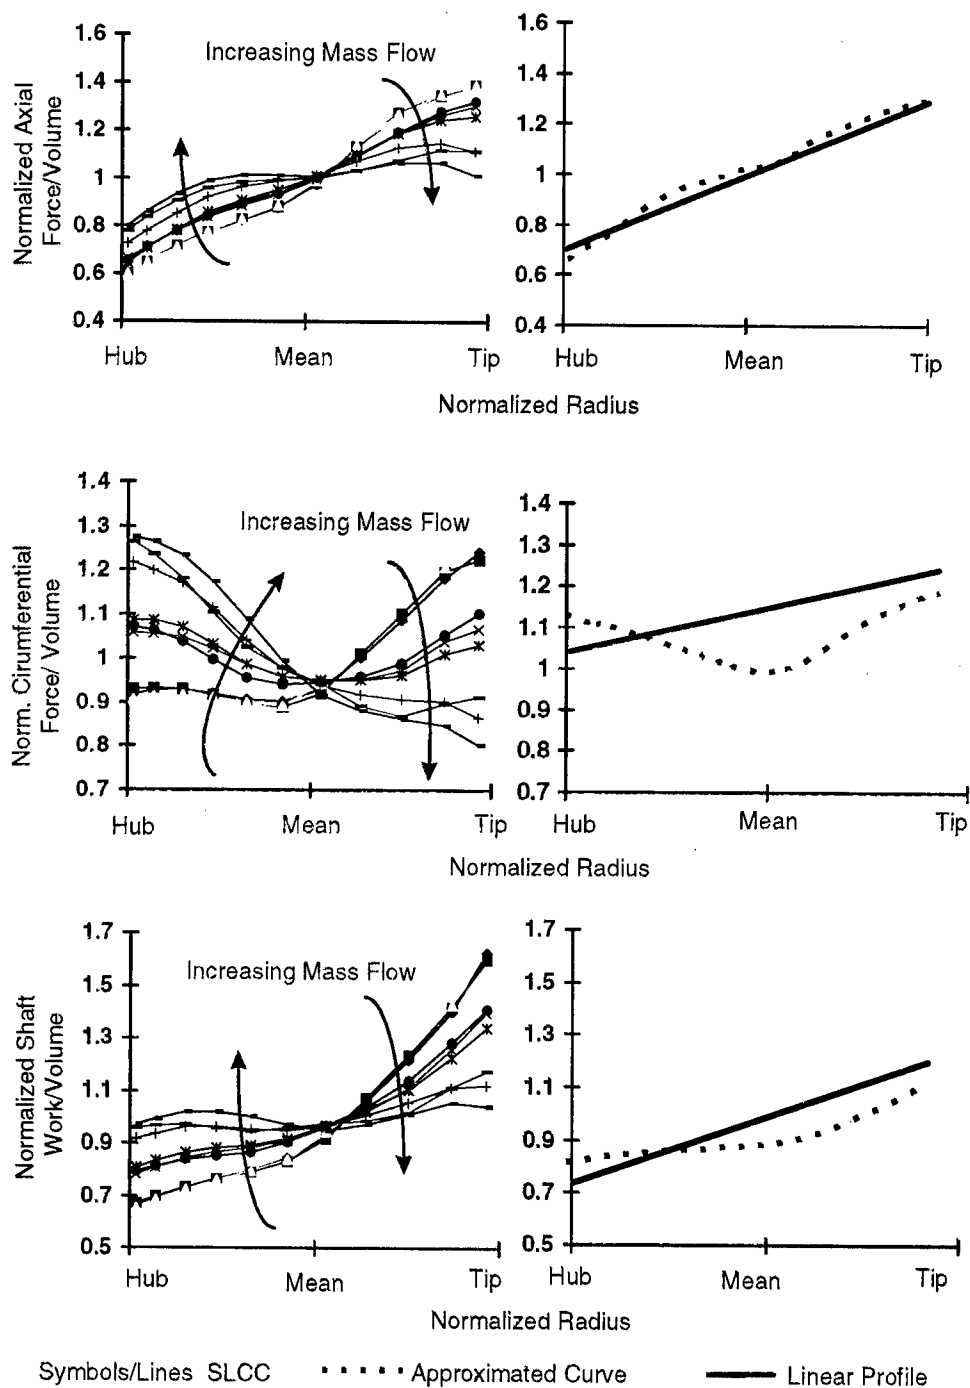 1.6
1.4
1.2
1
0.8
0.6
0.4
Normalized Axial
Force/Volume
Increasing Mass Flow
Hub Mean Tip
1.6
1.4
1.2
1
0.8
0.6
0.4
Hub Mean Tip
Normalized Radius
1.4
1.3
1.2
1.1
1
0.9
0.8
0.7
Norm. Cirumferential
Force/ Volume
Increasing Mass Flow
Hub Mean Tip
1.4
1.3
1.2
1.1
1
0.9
0.8
0.7
Hub Mean Tip
Normalized Radius
1.7
1.5
1.3
1.1
0.9
0.7
0.5
Normalized Shaft
Work/Volume
Increasing Mass Flow
Hub Mean Tip
1.7
1.5
1.3
1.1
0.9
0.7
0.5
Hub Mean Tip
Normalized Radius
Symbols/Lines SLCC Approximated Curve Linear Profile